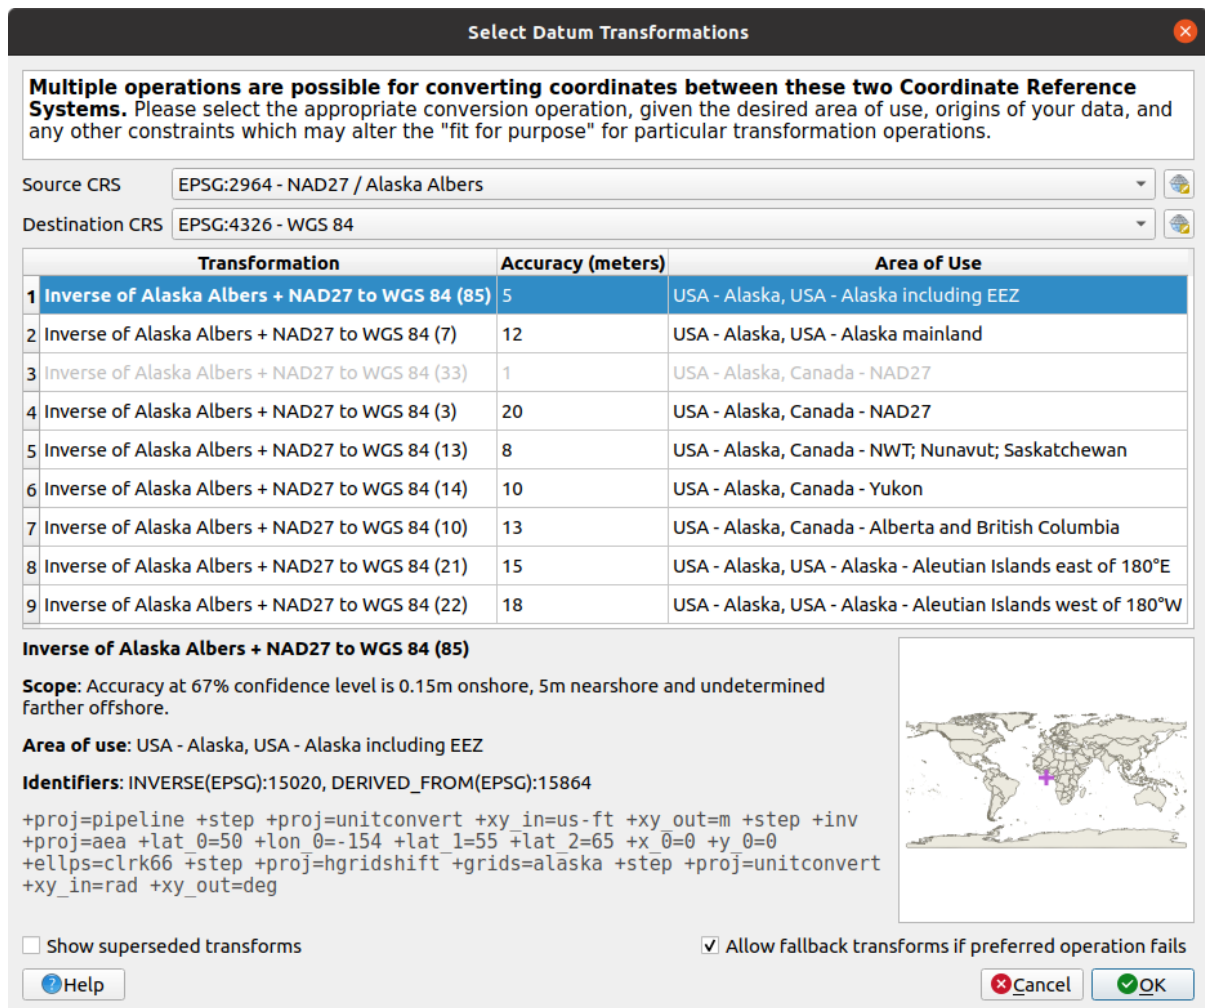 Select Datum Transformations
Multiple operations are possible for converting coordinates between these two Coordinate Reference
Systems. Please select the appropriate conversion operation, given the desired area of use, origins of your data, and
any other constraints which may alter the "fit for purpose" for particular transformation operations.
Source CRS EPSG:2964 - NAD27 / Alaska Albers
Destination CRS EPSG:4326 - WGS 84
Transformation Accuracy (meters) Area of Use
1 Inverse of Alaska Albers + NAD27 to WGS 84 (85) 5 USA - Alaska, USA - Alaska including EEZ
2 Inverse of Alaska Albers + NAD27 to WGS 84 (7) 12 USA - Alaska, USA - Alaska mainland
3 Inverse of Alaska Albers + NAD27 to WGS 84 (33) 1 USA - Alaska, Canada - NAD27
4 Inverse of Alaska Albers + NAD27 to WGS 84 (3) 20 USA - Alaska, Canada - NAD27
5 Inverse of Alaska Albers + NAD27 to WGS 84 (13) 8 USA - Alaska, Canada - NWT; Nunavut; Saskatchewan
6 Inverse of Alaska Albers + NAD27 to WGS 84 (14) 10 USA - Alaska, Canada - Yukon
7 Inverse of Alaska Albers + NAD27 to WGS 84 (10) 13 USA - Alaska, Canada - Alberta and British Columbia
8 Inverse of Alaska Albers + NAD27 to WGS 84 (21) 15 USA - Alaska, USA - Alaska - Aleutian Islands east of 180°E
9 Inverse of Alaska Albers + NAD27 to WGS 84 (22) 18 USA - Alaska, USA - Alaska - Aleutian Islands west of 180°W
Inverse of Alaska Albers + NAD27 to WGS 84 (85)
Scope: Accuracy at 67% confidence level is 0.15m onshore, 5m nearshore and undetermined
farther offshore.
Area of use: USA - Alaska, USA - Alaska including EEZ
Identifiers: INVERSE(EPSG):15020, DERIVED_FROM(EPSG):15864
+proj=pipeline +step +proj=unitconvert +xy_in=us-ft +xy_out=m +step +inv
+proj=aea +lat_0=50 +lon_0=-154 +lat_1=55 +lat_2=65 +x_0=0 +y_0=0
+ellps=clrk66 +step +proj=hgridshift +grids=alaska +step +proj=unitconvert
+xy_in=rad +xy_out=deg
Show superseded transforms
Allow fallback transforms if preferred operation fails
Help
Cancel
OK